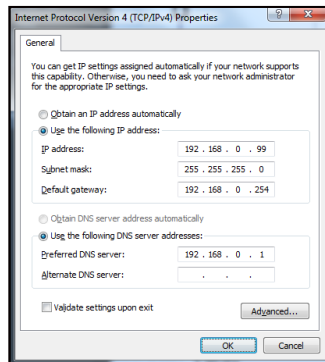 Internet Protocol Version 4 (TCP/IPv4) Properties
General
You can get IP settings assigned automatically if your network supports
this capability. Otherwise, you need to ask your network administrator
for the appropriate IP settings.
Obtain an IP address automatically
Use the following IP address:
IP address: 192 . 168 . 0 . 99
Subnet mask: 255 . 255 . 255 . 0
Default gateway: 192 . 168 . 0 . 254
Obtain DNS server address automatically
Use the following DNS server addresses:
Preferred DNS server: 192 . 168 . 0 . 1
Alternate DNS server: . . .
Validate settings upon exit
Advanced...
OK Cancel